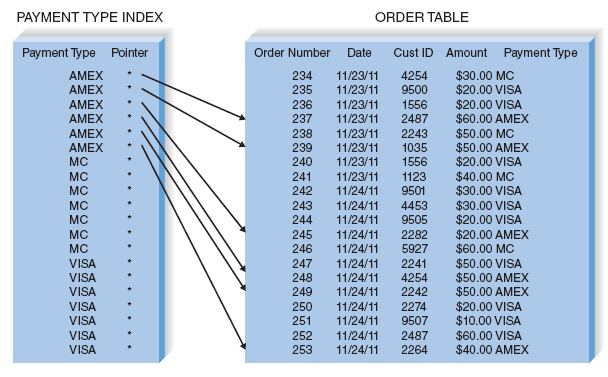 PAYMENT TYPE INDEX
Payment Type Pointer
AMEX *
AMEX *
AMEX *
AMEX *
AMEX *
AMEX *
MC *
MC *
MC *
MC *
MC *
MC *
MC *
VISA *
VISA *
VISA *
VISA *
VISA *
VISA *
VISA *
ORDER TABLE
Order Number Date Cust ID Amount Payment Type
234 11/23/11 4254 $30.00 MC
235 11/23/11 9500 $20.00 VISA
236 11/23/11 1556 $20.00 VISA
237 11/23/11 2487 $60.00 AMEX
238 11/23/11 2243 $50.00 MC
239 11/23/11 1035 $50.00 AMEX
240 11/23/11 1556 $20.00 VISA
241 11/23/11 1123 $40.00 MC
242 11/24/11 9501 $30.00 VISA
243 11/24/11 4453 $30.00 VISA
244 11/24/11 9505 $20.00 VISA
245 11/24/11 2282 $20.00 AMEX
246 11/24/11 5927 $60.00 MC
247 11/24/11 2241 $50.00 VISA
248 11/24/11 4254 $50.00 AMEX
249 11/24/11 2242 $50.00 AMEX
250 11/24/11 2274 $20.00 VISA
251 11/24/11 9507 $10.00 VISA
252 11/24/11 2487 $60.00 VISA
253 11/24/11 2264 $40.00 AMEX